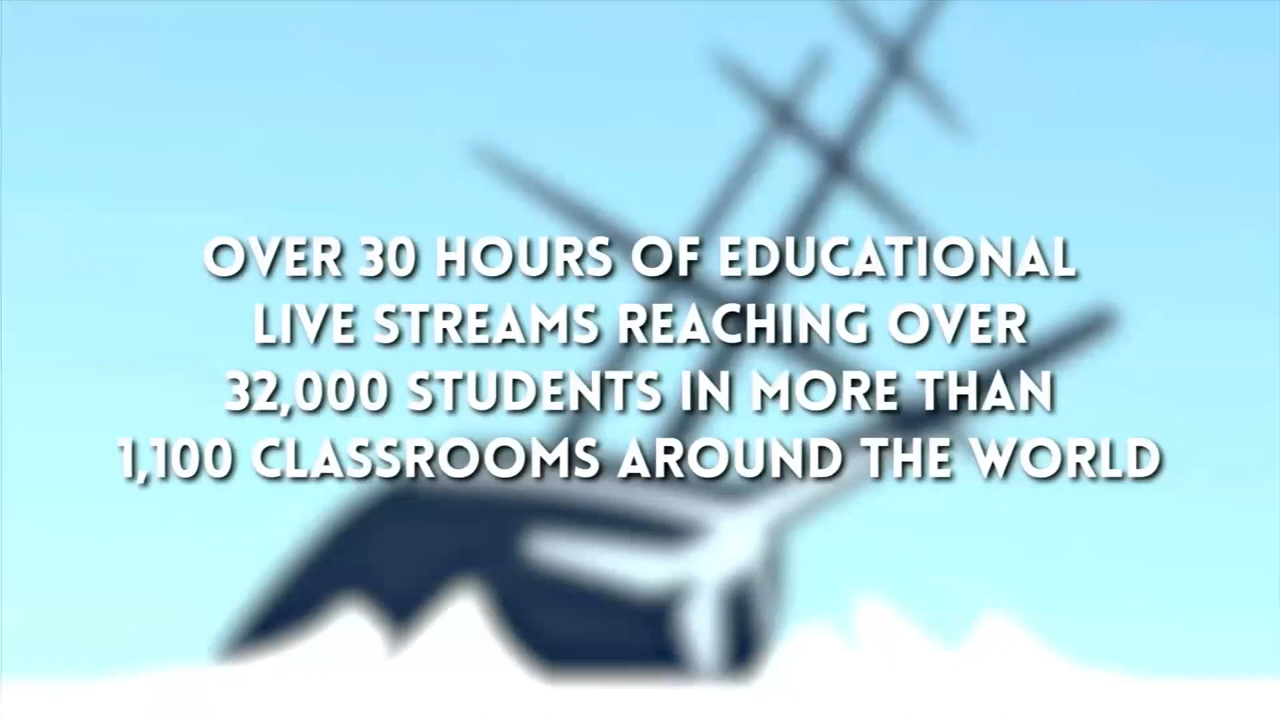 OVER 30 HOURS OF EDUCATIONAL
LIVE STREAMS REACHING OVER
32,000 STUDENTS IN MORE THAN
1,100 CLASSROOMS AROUND THE WORLD